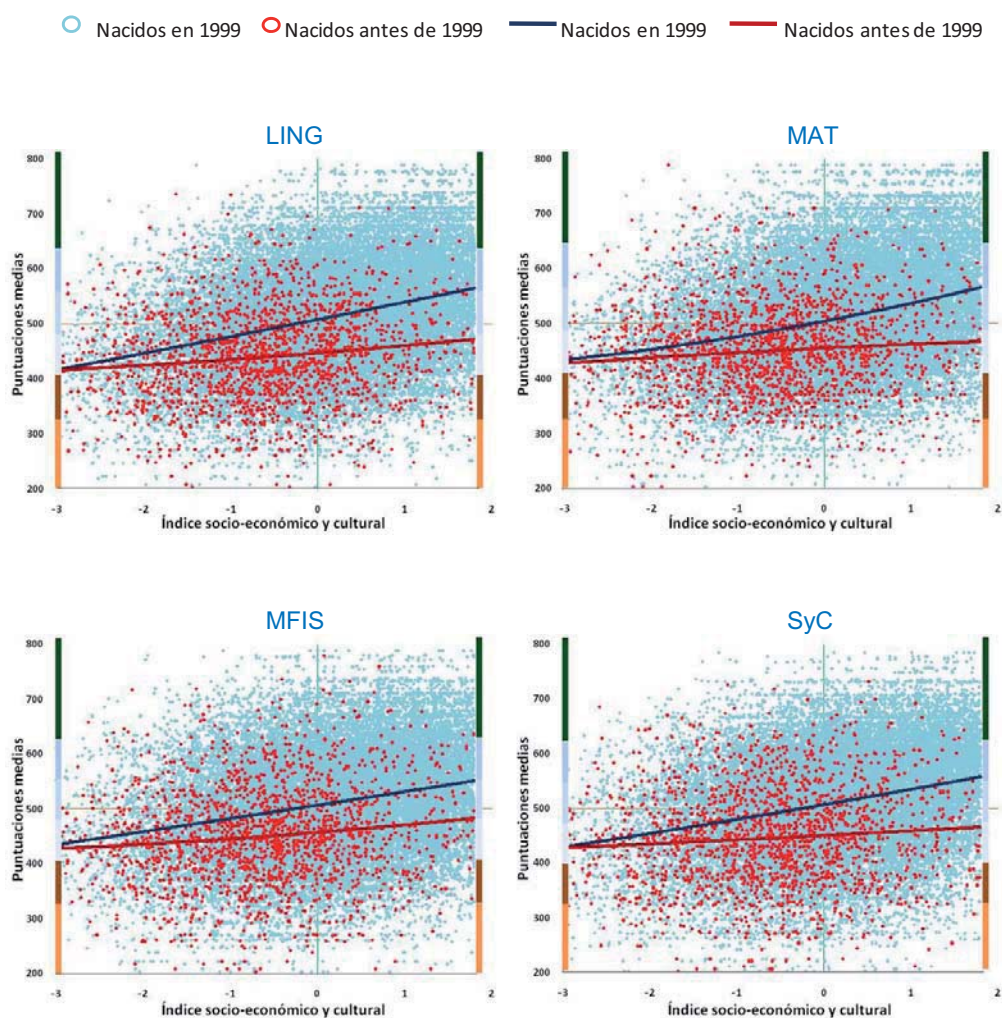 Nacidos en 1999 Nacidos antes de 1999 Nacidos en 1999 Nacidos antes de 1999
LING
800
700
600
500
400
300
200
Puntuaciones medias
-3 -2 -1 0 1 2
Índice socio-económico y cultural
MAT
800
700
600
500
400
300
200
Puntuaciones medias
-3 -2 -1 0 1 2
Índice socio-económico y cultural
MFIS
800
700
600
500
400
300
200
Puntuaciones medias
-3 -2 -1 0 1 2
Índice socio-económico y cultural
SyC
800
700
600
500
400
300
200
Puntuaciones medias
-3 -2 -1 0 1 2
Índice socio-económico y cultural